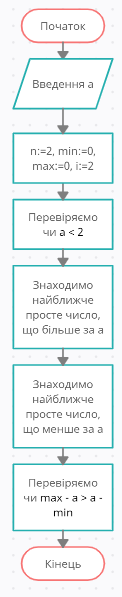 Початок
Введення а
n:=2, min:=0,
max:=0, i:=2
Перевіряємо
чи a < 2
Знаходимо
найближче
просте число,
що більше за а
Знаходимо
найближче
просте число,
що менше за а
Перевіряємо
чи max - a > a -
min
Кінець